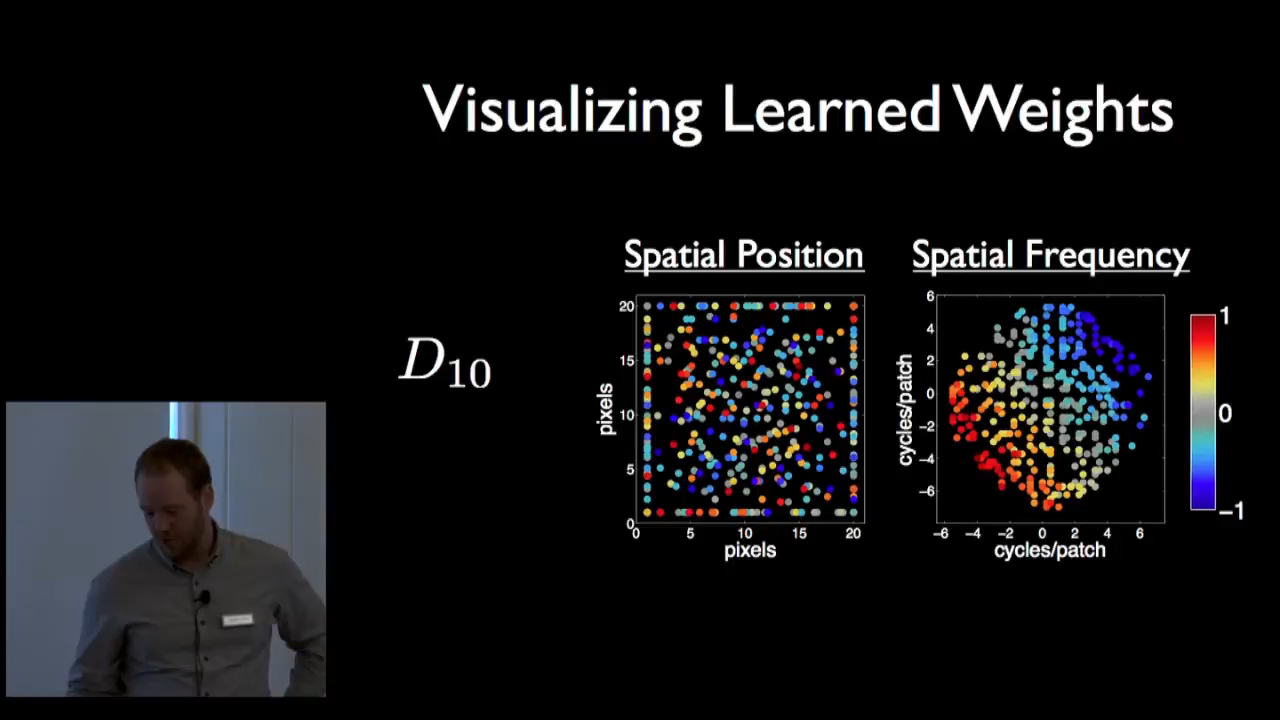 Visualizing Learned Weights
Spatial Position
Spatial Frequency
D10
20
15
10
5
0
pixels
0 5 10 15 20
pixels
6
4
2
0
−2
−4
−6
cycles/patch
−6 −4 −2 0 2 4 6
cycles/patch
1
0
−1